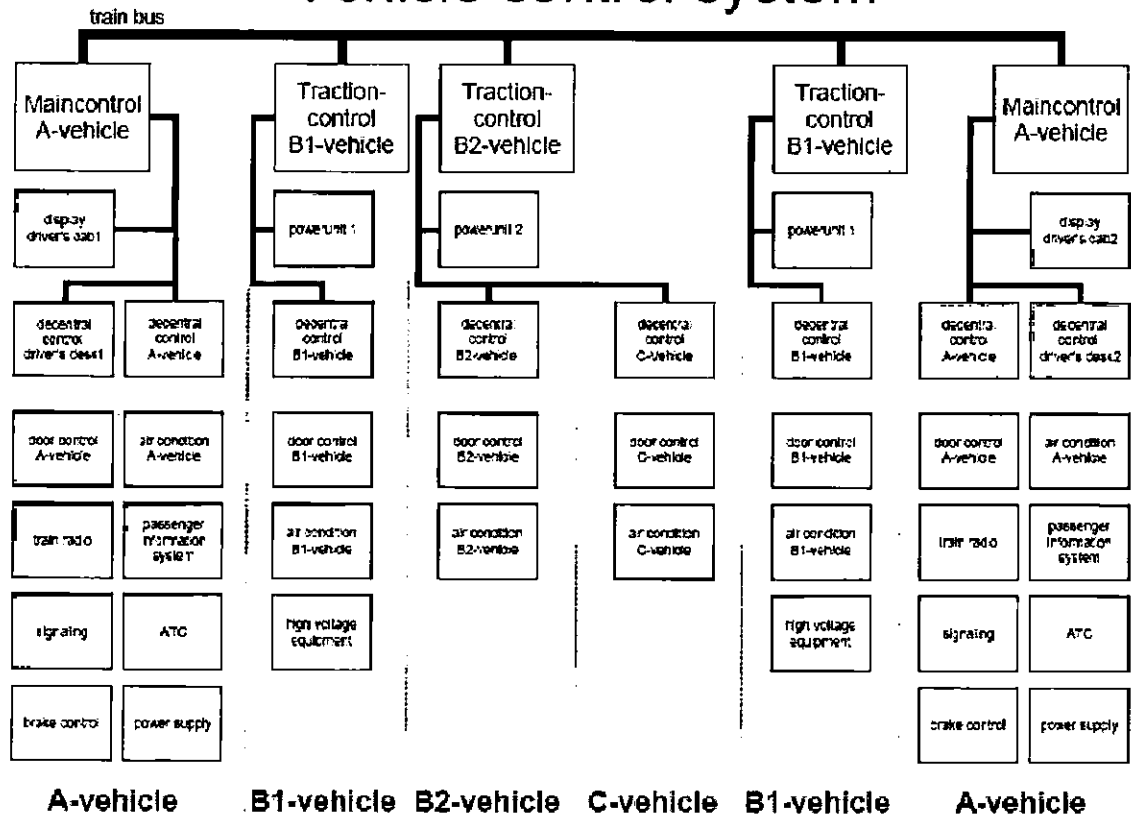 Vehicle control system
train bus
Maincontrol
A-vehicle
Traction-
control
B1-vehicle
Traction-
control
B2-vehicle
Traction-
control
B1-vehicle
Maincontrol
A-vehicle
display
driver's cab1
powerunit 1
powerunit 2
powerunit 1
display
driver's cab2
decentral
control
driver's desk1
decentral
control
A-vehicle
decentral
control
B1-vehicle
decentral
control
B2-vehicle
decentral
control
C-Vehicle
decentral
control
B1-vehicle
decentral
control
A-vehicle
decentral
control
driver's desk2
door control
A-vehicle
air condition
A-vehicle
door control
B1-vehicle
door control
B2-vehicle
door control
C-vehicle
door control
B1-vehicle
door control
A-vehicle
air condition
A-vehicle
train radio
passenger
information
system
air condition
B1-vehicle
air condition
B2-vehicle
air condition
C-vehicle
air condition
B1-vehicle
train radio
passenger
information
system
signaling
ATC
high voltage
equipment
high voltage
equipment
signaling
ATC
brake control
power supply
brake control
power supply
A-vehicle
B1-vehicle
B2-vehicle
C-vehicle
B1-vehicle
A-vehicle